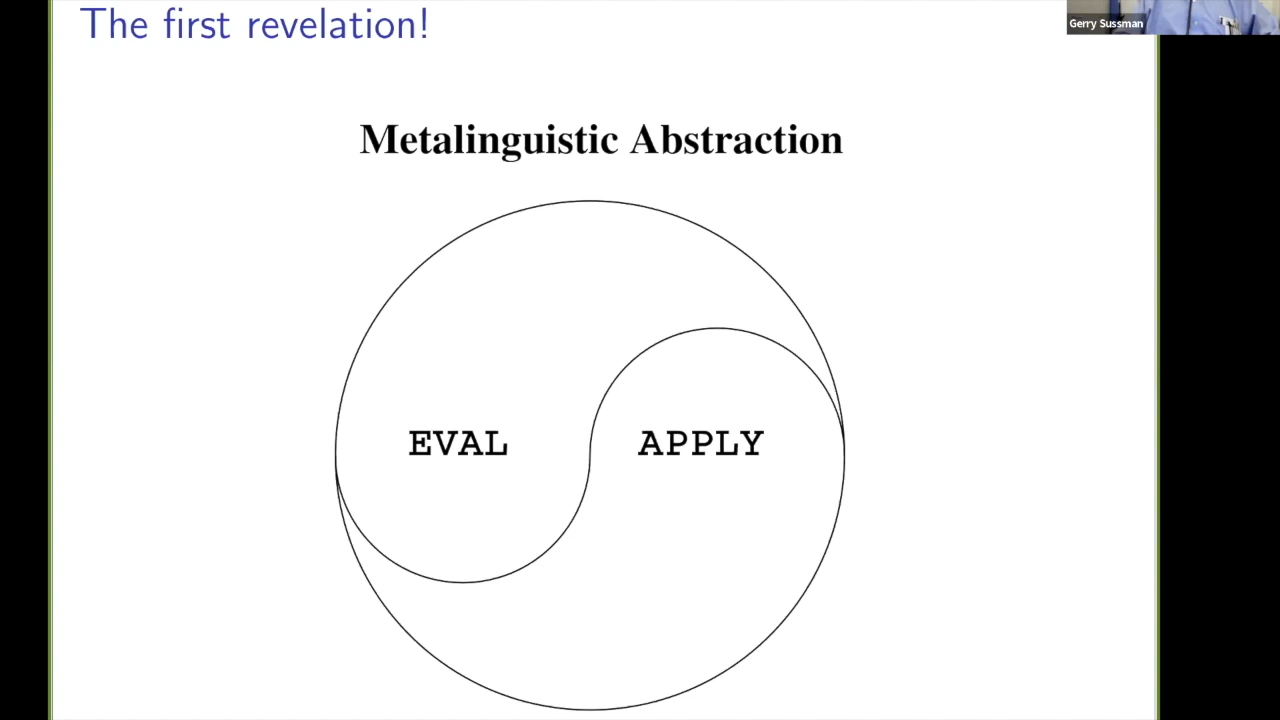 The first revelation!
Gerry Sussman
Metalinguistic Abstraction
EVAL
APPLY